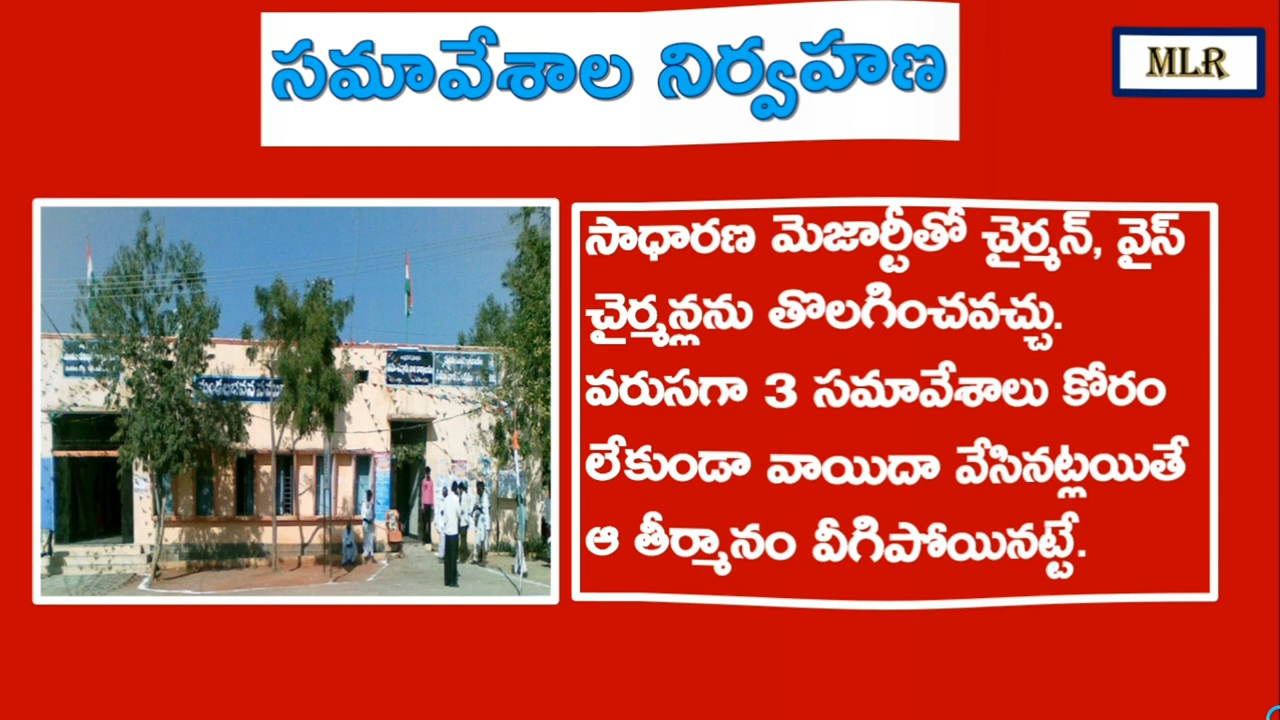 సమావేశాల నిర్వహణ
MLR
సాధారణ మెజార్టీతో చైర్మన్, వైస్
చైర్మన్లను తొలగించవచ్చు.
వరుసగా 3 సమావేశాలు కోరం
లేకుండా వాయిదా వేసినట్లయితే
ఆ తీర్మానం వీగిపోయినట్టే.